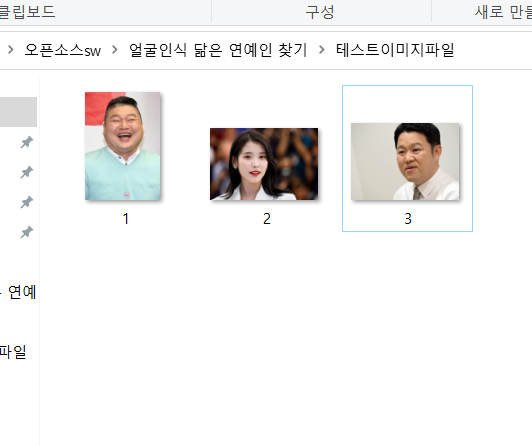 클립보드 구성 새로 만들
오픈소스sw > 얼굴인식 닮은 연예인 찾기 > 테스트이미지파일
1 2 3
연예
파일